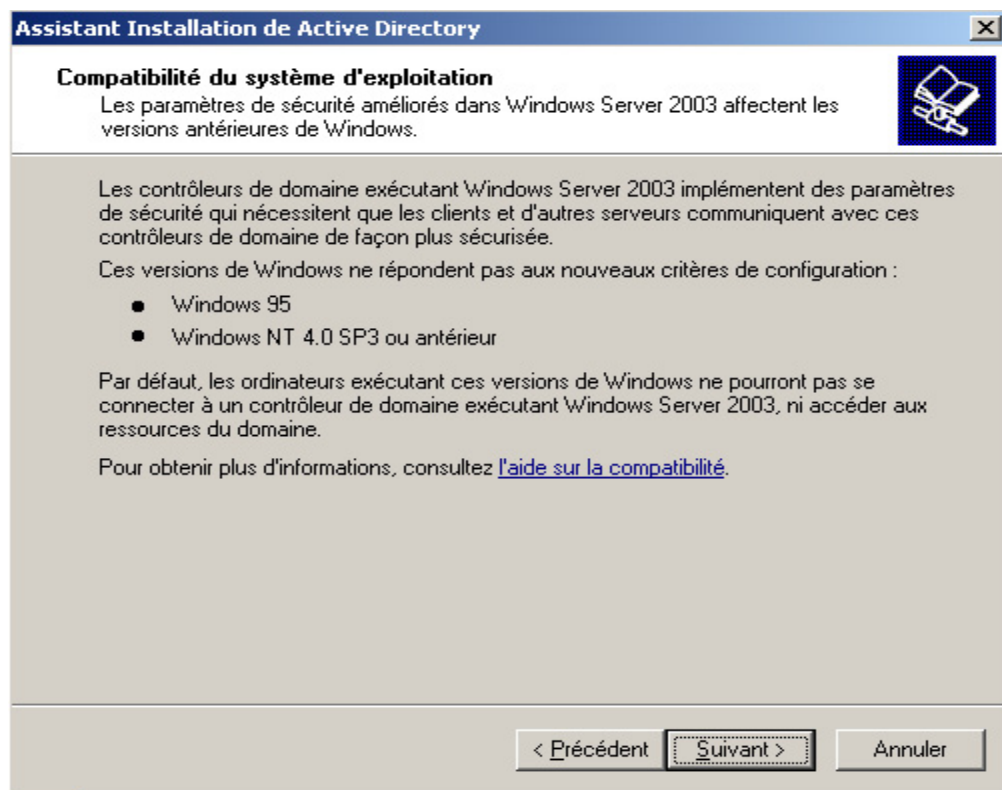 Assistant Installation de Active Directory
Compatibilité du système d'exploitation
Les paramètres de sécurité améliorés dans Windows Server 2003 affectent les
versions antérieures de Windows.
Les contrôleurs de domaine exécutant Windows Server 2003 implémentent des paramètres
de sécurité qui nécessitent que les clients et d'autres serveurs communiquent avec ces
contrôleurs de domaine de façon plus sécurisée.
Ces versions de Windows ne répondent pas aux nouveaux critères de configuration :
● Windows 95
● Windows NT 4.0 SP3 ou antérieur
Par défaut, les ordinateurs exécutant ces versions de Windows ne pourront pas se
connecter à un contrôleur de domaine exécutant Windows Server 2003, ni accéder aux
ressources du domaine.
Pour obtenir plus d'informations, consultez l'aide sur la compatibilité.
< Précédent Suivant > Annuler